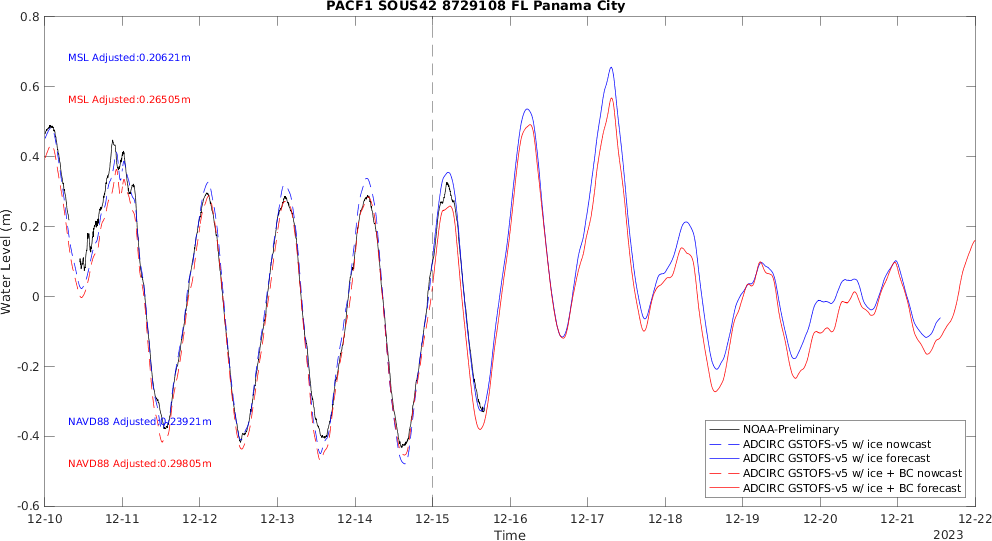 PACF1 SOUS42 8729108 FL Panama City
0.8
0.6
0.4
0.2
0
-0.2
-0.4
-0.6
Water Level (m)
MSL Adjusted:0.20621m
MSL Adjusted:0.26505m
NAVD88 Adjusted:0.23921m
NAVD88 Adjusted:0.29805m
NOAA-Preliminary
ADCIRC GSTOFS-v5 w/ ice nowcast
ADCIRC GSTOFS-v5 w/ ice forecast
ADCIRC GSTOFS-v5 w/ ice + BC nowcast
ADCIRC GSTOFS-v5 w/ ice + BC forecast
12-10 12-11 12-12 12-13 12-14 12-15 12-16 12-17 12-18 12-19 12-20 12-21 12-22
Time
2023